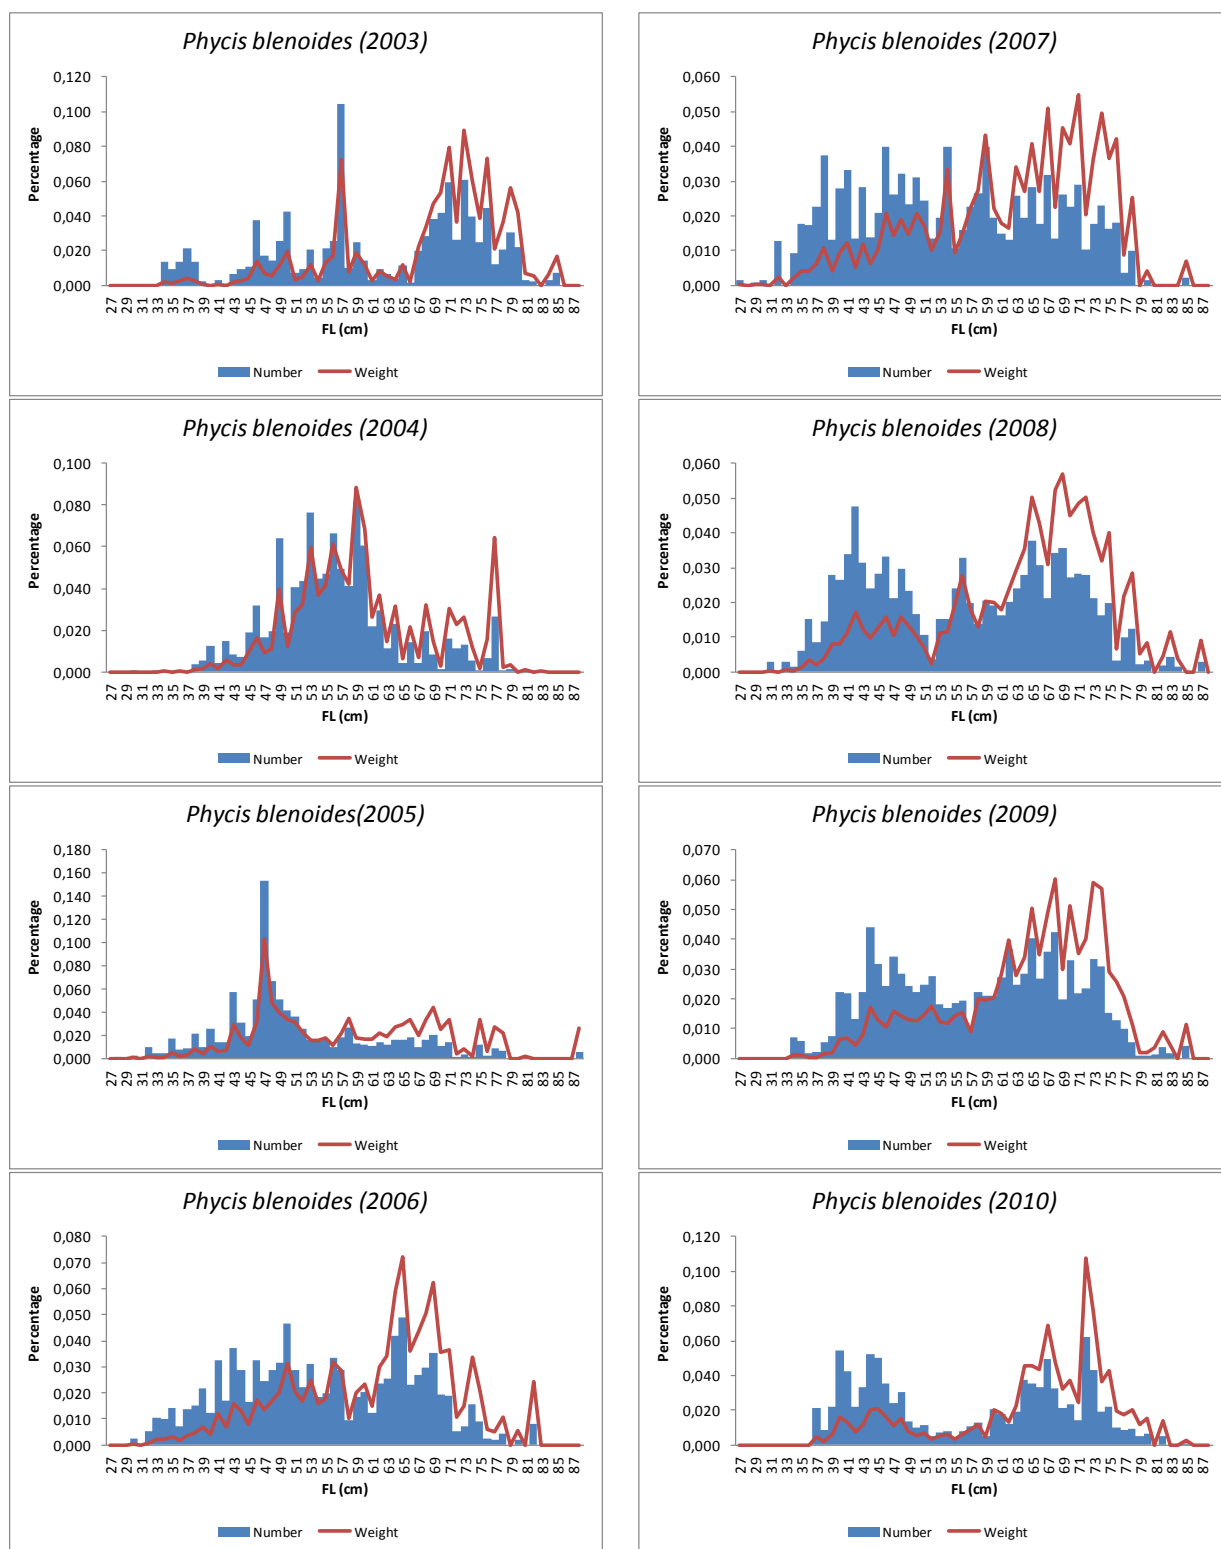 Phycis blenoides (2003)
0,120
0,100
0,080
0,060
0,040
0,020
0,000
Percentage
27 29 31 33 35 37 39 41 43 45 47 49 51 53 55 57 59 61 63 65 67 69 71 73 75 77 79 81 83 85 87
FL (cm)
Number Weight
Phycis blenoides (2007)
0,060
0,050
0,040
0,030
0,020
0,010
0,000
Percentage
27 29 31 33 35 37 39 41 43 45 47 49 51 53 55 57 59 61 63 65 67 69 71 73 75 77 79 81 83 85 87
FL (cm)
Number Weight
Phycis blenoides (2004)
0,100
0,080
0,060
0,040
0,020
0,000
Percentage
27 29 31 33 35 37 39 41 43 45 47 49 51 53 55 57 59 61 63 65 67 69 71 73 75 77 79 81 83 85 87
FL (cm)
Number Weight
Phycis blenoides (2008)
0,060
0,050
0,040
0,030
0,020
0,010
0,000
Percentage
27 29 31 33 35 37 39 41 43 45 47 49 51 53 55 57 59 61 63 65 67 69 71 73 75 77 79 81 83 85 87
FL (cm)
Number Weight
Phycis blenoides(2005)
0,180
0,160
0,140
0,120
0,100
0,080
0,060
0,040
0,020
0,000
Percentage
27 29 31 33 35 37 39 41 43 45 47 49 51 53 55 57 59 61 63 65 67 69 71 73 75 77 79 81 83 85 87
FL (cm)
Number Weight
Phycis blenoides (2009)
0,070
0,060
0,050
0,040
0,030
0,020
0,010
0,000
Percentage
27 29 31 33 35 37 39 41 43 45 47 49 51 53 55 57 59 61 63 65 67 69 71 73 75 77 79 81 83 85 87
FL (cm)
Number Weight
Phycis blenoides (2006)
0,080
0,070
0,060
0,050
0,040
0,030
0,020
0,010
0,000
Percentage
27 29 31 33 35 37 39 41 43 45 47 49 51 53 55 57 59 61 63 65 67 69 71 73 75 77 79 81 83 85 87
FL (cm)
Number Weight
Phycis blenoides (2010)
0,120
0,100
0,080
0,060
0,040
0,020
0,000
Percentage
27 29 31 33 35 37 39 41 43 45 47 49 51 53 55 57 59 61 63 65 67 69 71 73 75 77 79 81 83 85 87
FL (cm)
Number Weight